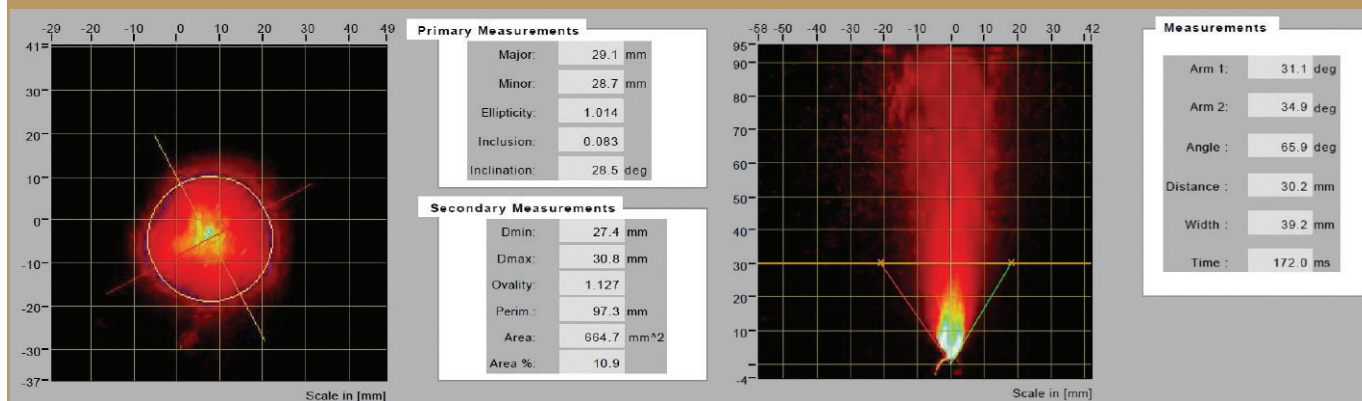 -29 -20 -10 0 10 20 30 40 49
41
30
20
10
0
-10
-20
-30
-37
Scale in [mm]
Primary Measurements
Major: 29.1 mm
Minor: 28.7 mm
Ellipticity: 1.014
Inclusion: 0.083
Inclination: 28.5 deg
Secondary Measurements
Dmin: 27.4 mm
Dmax: 30.8 mm
Ovality: 1.127
Perim.: 97.3 mm
Area: 664.7 mm^2
Area %: 10.9
-58 -50 -40 -30 -20 -10 0 10 20 30 42
95
90
80
70
60
50
40
30
20
10
-4
Scale in [mm]
Measurements
Arm 1: 31.1 deg
Arm 2: 34.9 deg
Angle : 65.9 deg
Distance : 30.2 mm
Width : 39.2 mm
Time : 172.0 ms